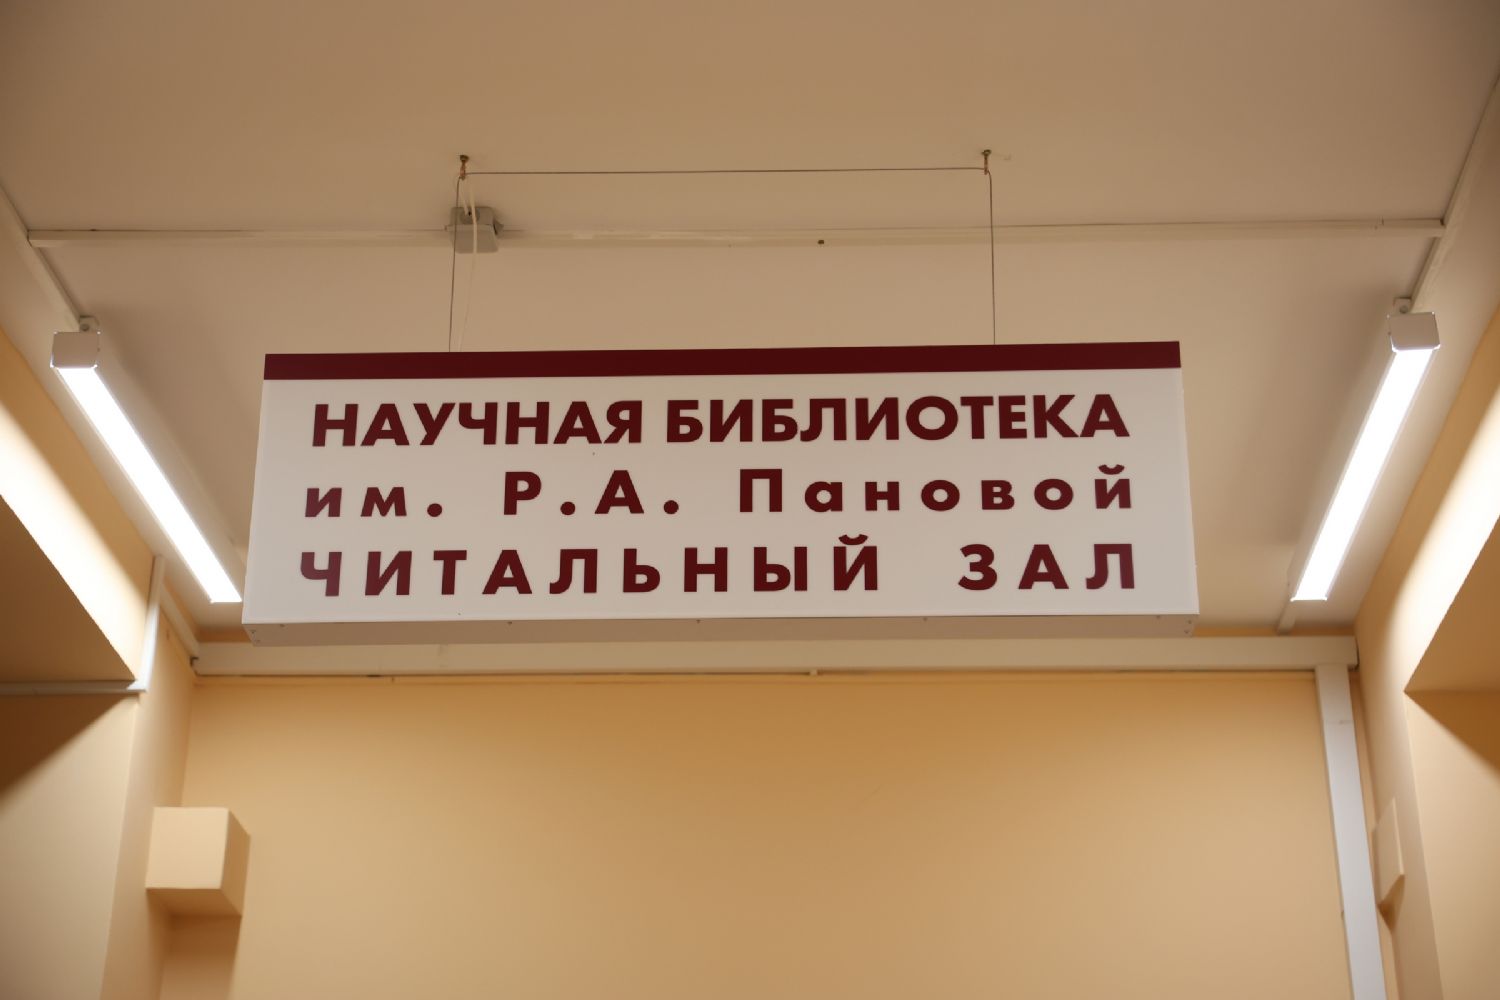 НАУЧНАЯ БИБЛИОТЕКА
им. Р.А. Пановой
ЧИТАЛЬНЫЙ ЗАЛ